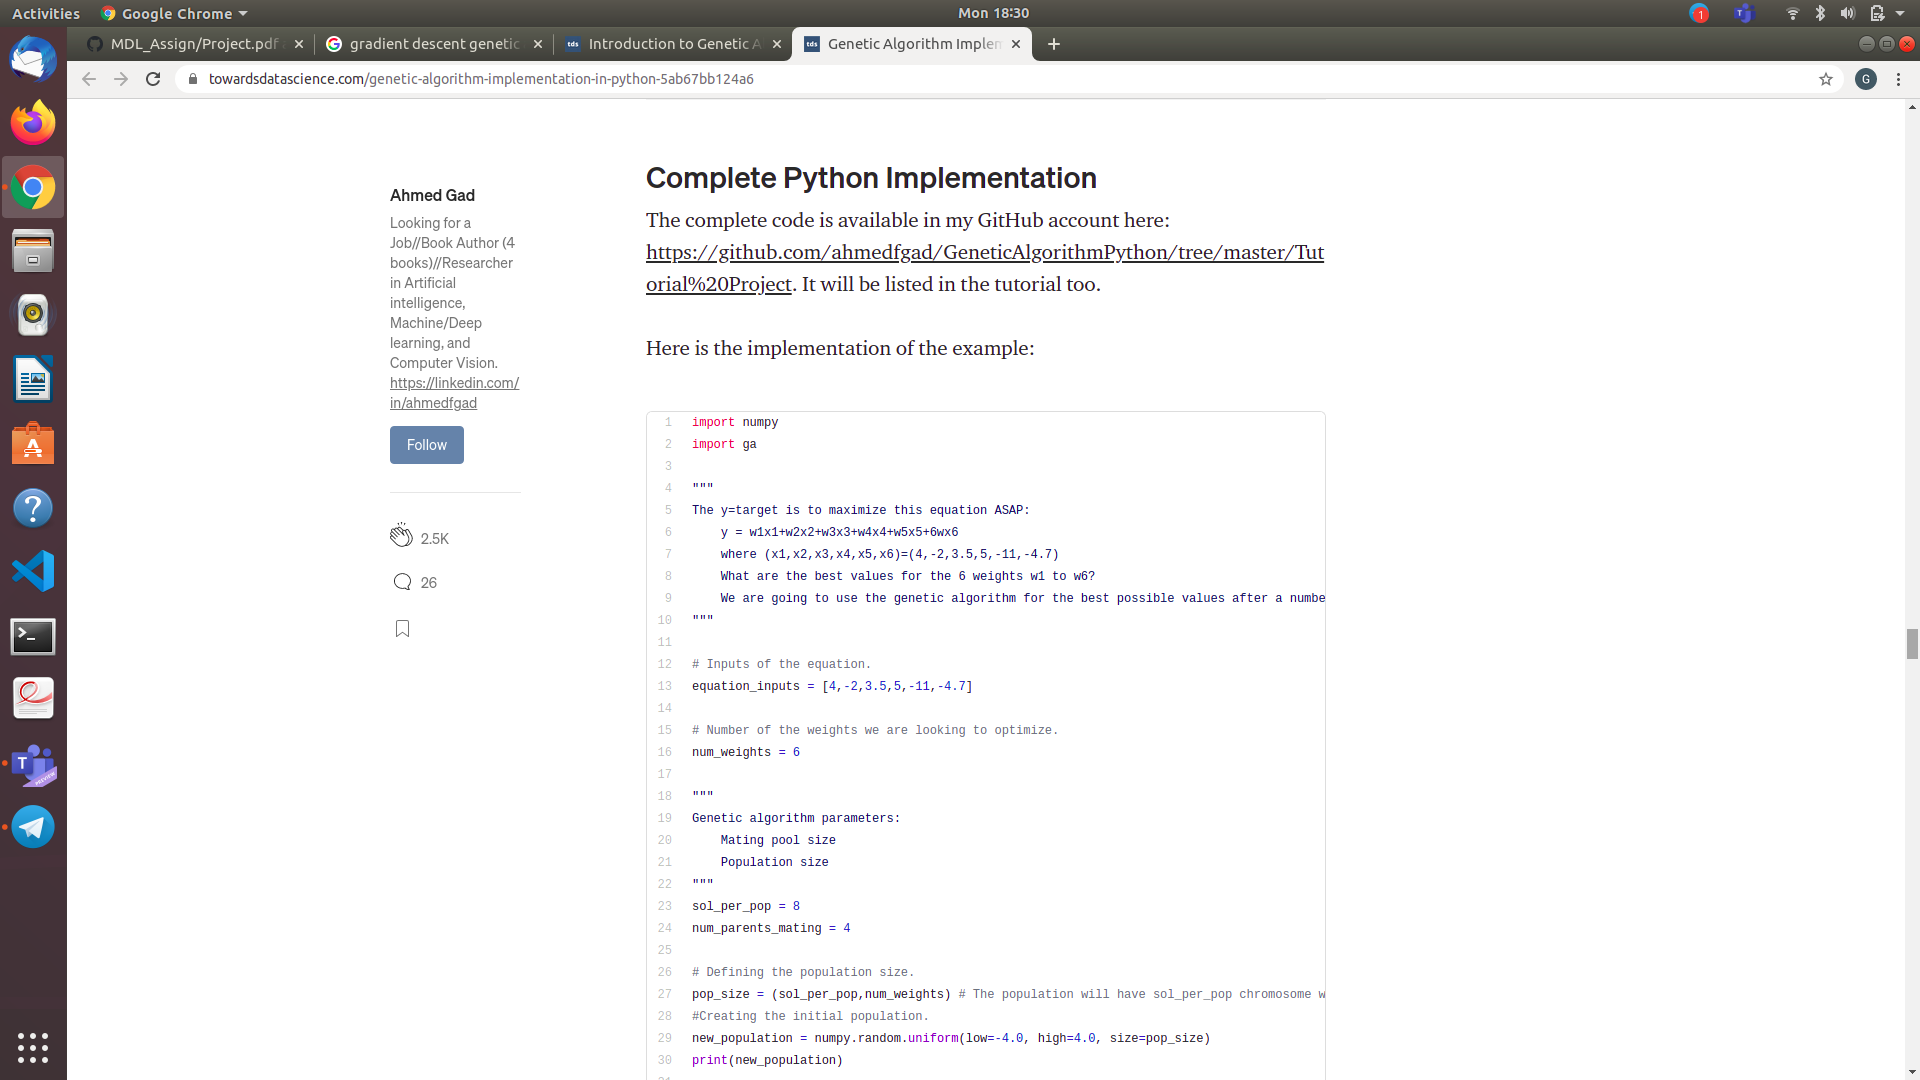 Activities
Google Chrome
Mon 18:30
1
MDL_Assign/Project.pdf
gradient descent genetic
Introduction to Genetic A
Genetic Algorithm Implem
towardsdatascience.com/genetic-algorithm-implementation-in-python-5ab67bb124a6
G
Ahmed Gad
Looking for a
Job//Book Author (4
books)//Researcher
in Artificial
intelligence,
Machine/Deep
learning, and
Computer Vision.
https://linkedin.com/
in/ahmedfgad
Follow
2.5K
26
Complete Python Implementation
The complete code is available in my GitHub account here:
https://github.com/ahmedfgad/GeneticAlgorithmPython/tree/master/Tut
orial%20Project. It will be listed in the tutorial too.
Here is the implementation of the example:
1 import numpy
2 import ga
3
4 """
5 The y=target is to maximize this equation ASAP:
6 y = w1x1+w2x2+w3x3+w4x4+w5x5+6wx6
7 where (x1,x2,x3,x4,x5,x6)=(4,-2,3.5,5,-11,-4.7)
8 What are the best values for the 6 weights w1 to w6?
9 We are going to use the genetic algorithm for the best possible values after a numbe
10 """
11
12 # Inputs of the equation.
13 equation_inputs = [4,-2,3.5,5,-11,-4.7]
14
15 # Number of the weights we are looking to optimize.
16 num_weights = 6
17
18 """
19 Genetic algorithm parameters:
20 Mating pool size
21 Population size
22 """
23 sol_per_pop = 8
24 num_parents_mating = 4
25
26 # Defining the population size.
27 pop_size = (sol_per_pop,num_weights) # The population will have sol_per_pop chromosome w
28 #Creating the initial population.
29 new_population = numpy.random.uniform(low=-4.0, high=4.0, size=pop_size)
30 print(new_population)